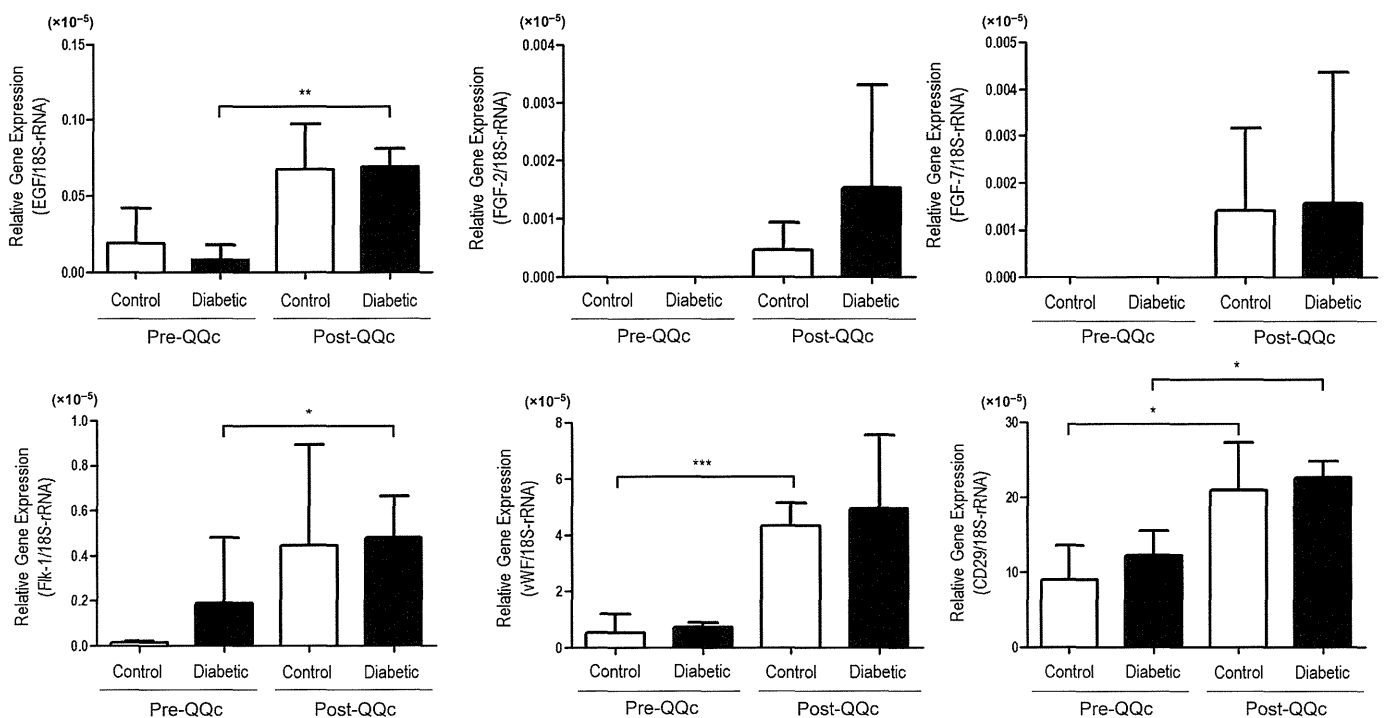 (×10⁻⁵)
Relative Gene Expression
(EGF/18S-rRNA)
0.15
0.10
0.05
0.00
**
Control
Diabetic
Control
Diabetic
Pre-QQc
Post-QQc
(×10⁻⁵)
Relative Gene Expression
(FGF-2/18S-rRNA)
0.004
0.003
0.002
0.001
0.000
Control
Diabetic
Control
Diabetic
Pre-QQc
Post-QQc
(×10⁻⁵)
Relative Gene Expression
(FGF-7/18S-rRNA)
0.005
0.004
0.003
0.002
0.001
0.000
Control
Diabetic
Control
Diabetic
Pre-QQc
Post-QQc
(×10⁻⁵)
Relative Gene Expression
(Flk-1/18S-rRNA)
1.0
0.8
0.6
0.4
0.2
0.0
*
Control
Diabetic
Control
Diabetic
Pre-QQc
Post-QQc
(×10⁻⁵)
Relative Gene Expression
(vWF/18S-rRNA)
8
6
4
2
0
***
Control
Diabetic
Control
Diabetic
Pre-QQc
Post-QQc
(×10⁻⁵)
Relative Gene Expression
(CD29/18S-rRNA)
30
20
10
0
*
*
Control
Diabetic
Control
Diabetic
Pre-QQc
Post-QQc